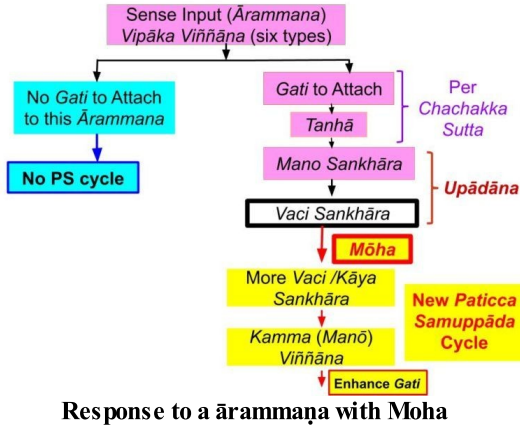 Sense Input (Ārammana)
Vipāka Viññāna (six types)
No Gati to Attach
to this Ārammana
No PS cycle
Gati to Attach
Tanhā
Per
Chachakka
Sutta
Mano Sankhāra
Vaci Sankhāra
Upādāna
Mōha
More Vaci /Kāya
Sankhāra
Kamma (Manō)
Viññāna
Enhance Gati
New Paticca
Samuppāda
Cycle
Response to a ārammaṇa with Moha